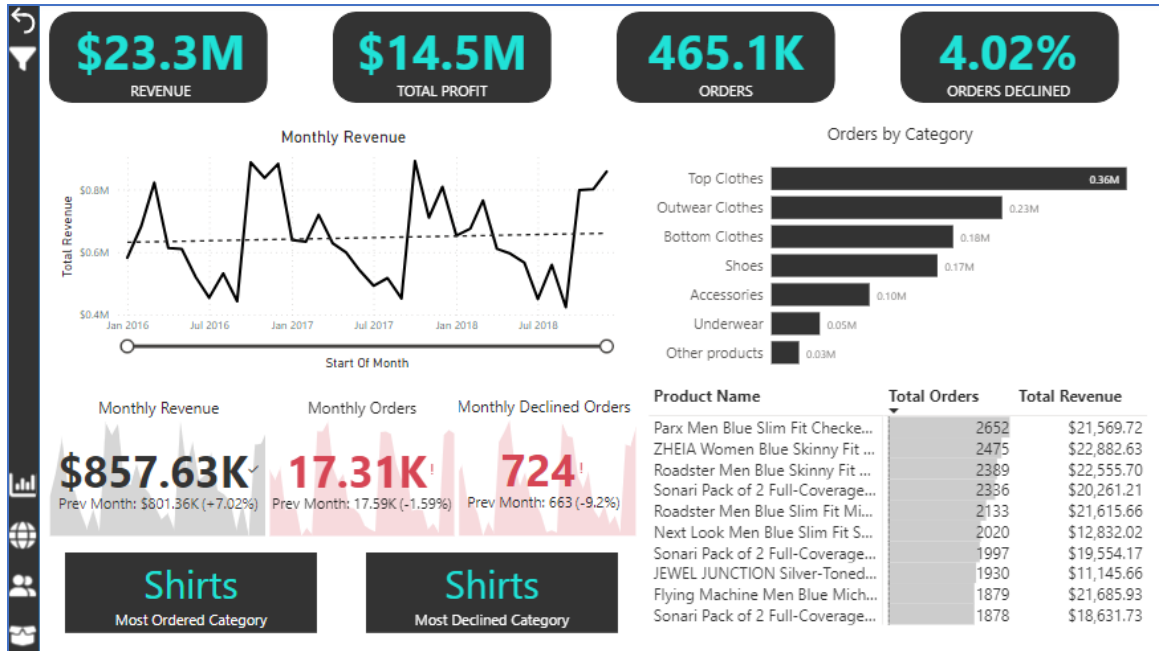 $23.3M
REVENUE
$14.5M
TOTAL PROFIT
465.1K
ORDERS
4.02%
ORDERS DECLINED
Monthly Revenue
Total Revenue
$0.8M
$0.6M
$0.4M
Jan 2016
Jul 2016
Jan 2017
Jul 2017
Jan 2018
Jul 2018
Start Of Month
Orders by Category
Top Clothes 0.36M
Outwear Clothes 0.23M
Bottom Clothes 0.18M
Shoes 0.17M
Accessories 0.10M
Underwear 0.05M
Other products 0.03M
Monthly Revenue
$857.63K
Prev Month: $801.36K (+7.02%)
Monthly Orders
17.31K!
Prev Month: 17.59K (-1.59%)
Monthly Declined Orders
724!
Prev Month: 663 (-9.2%)
Shirts
Most Ordered Category
Shirts
Most Declined Category
Product Name Total Orders Total Revenue
Parx Men Blue Slim Fit Checke... 2652 $21,569.72
ZHEIA Women Blue Skinny Fit ... 2475 $22,882.63
Roadster Men Blue Skinny Fit ... 2389 $22,555.70
Sonari Pack of 2 Full-Coverage... 2336 $20,261.21
Roadster Men Blue Slim Fit Mi... 2133 $21,615.66
Next Look Men Blue Slim Fit S... 2020 $12,832.02
Sonari Pack of 2 Full-Coverage... 1997 $19,554.17
JEWEL JUNCTION Silver-Toned... 1930 $11,145.66
Flying Machine Men Blue Mich... 1879 $21,685.93
Sonari Pack of 2 Full-Coverage... 1878 $18,631.73